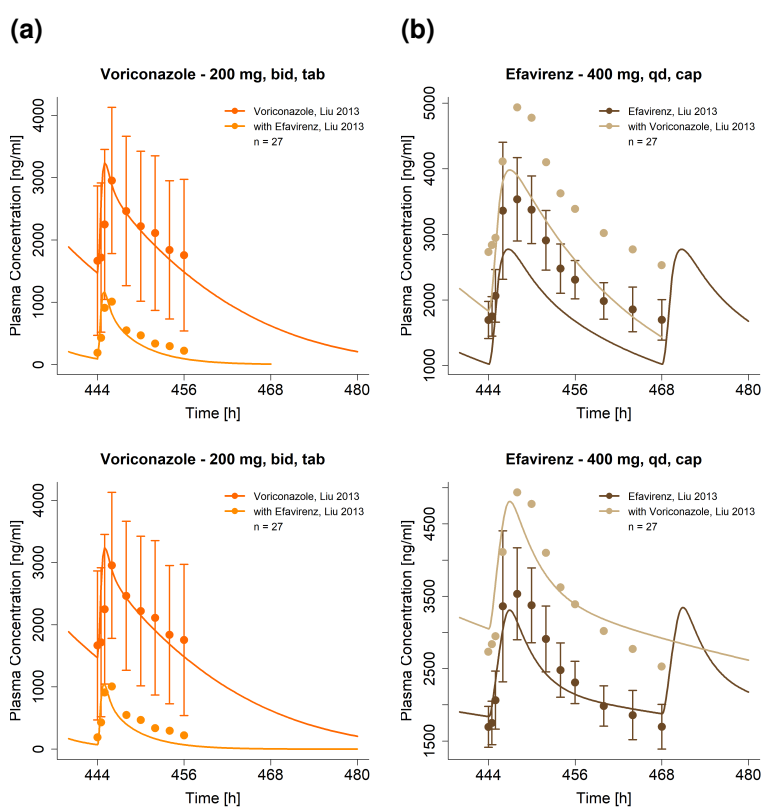 (a)
(b)
Voriconazole - 200 mg, bid, tab
Plasma Concentration [ng/ml]
4000
3000
2000
1000
0
Voriconazole, Liu 2013
with Efavirenz, Liu 2013
n = 27
444
456
468
480
Time [h]
Efavirenz - 400 mg, qd, cap
Plasma Concentration [ng/ml]
5000
4000
3000
2000
1000
Efavirenz, Liu 2013
with Voriconazole, Liu 2013
n = 27
444
456
468
480
Time [h]
Voriconazole - 200 mg, bid, tab
Plasma Concentration [ng/ml]
4000
3000
2000
1000
0
Voriconazole, Liu 2013
with Efavirenz, Liu 2013
n = 27
444
456
468
480
Time [h]
Efavirenz - 400 mg, qd, cap
Plasma Concentration [ng/ml]
4500
3500
2500
1500
Efavirenz, Liu 2013
with Voriconazole, Liu 2013
n = 27
444
456
468
480
Time [h]